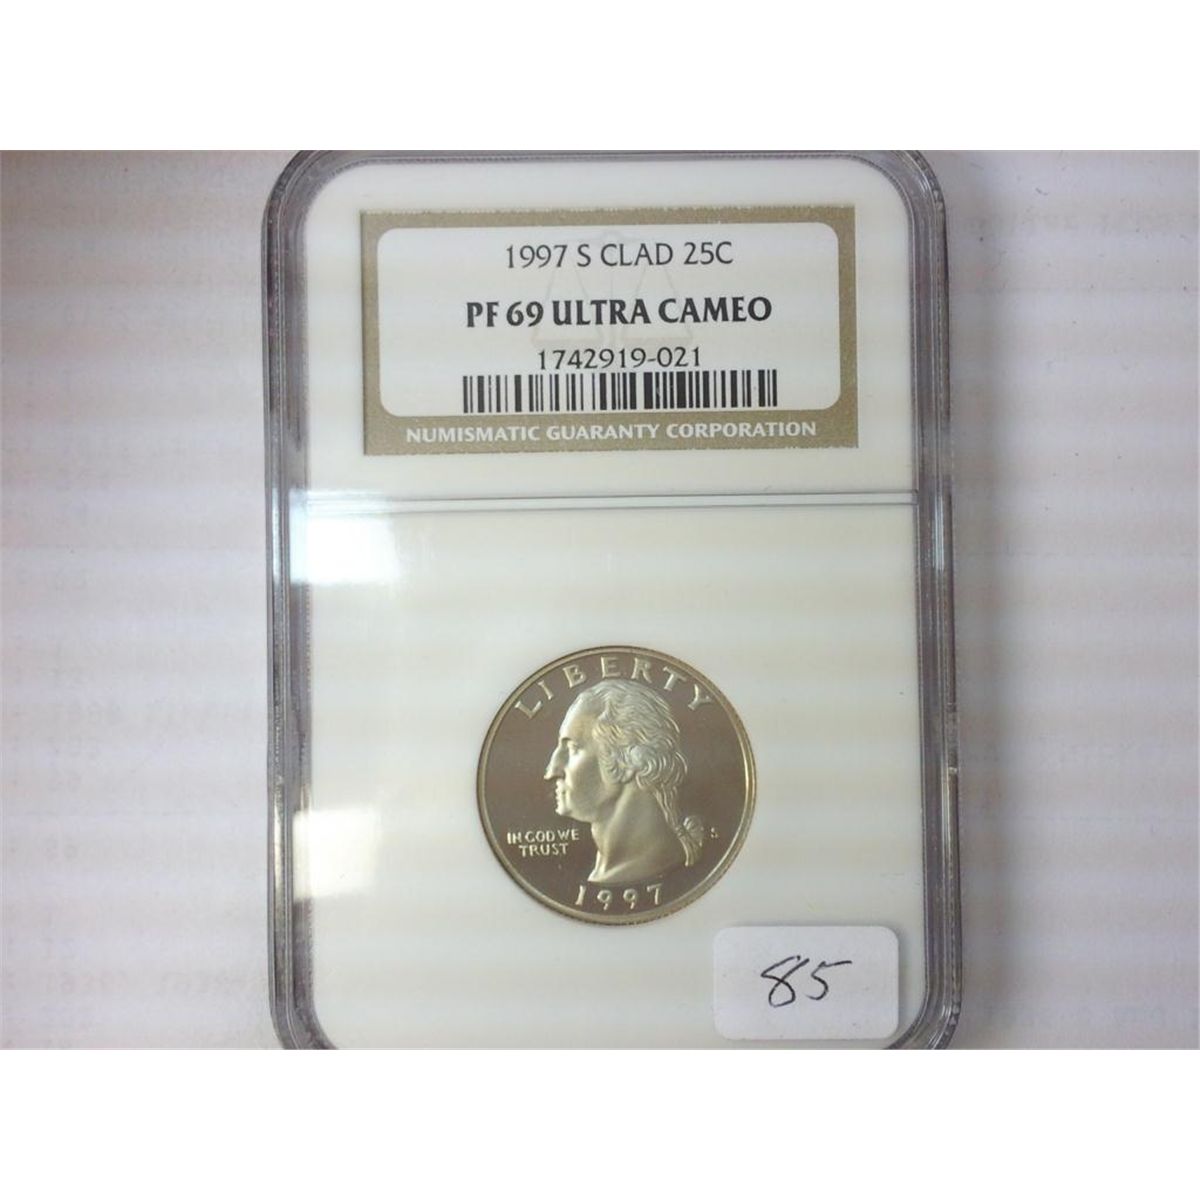 1997 S CLAD 25C
PF 69 ULTRA CAMEO
1742919-021
NUMISMATIC GUARANTY CORPORATION
LIBERTY
IN GOD WE
TRUST
S
1997
85